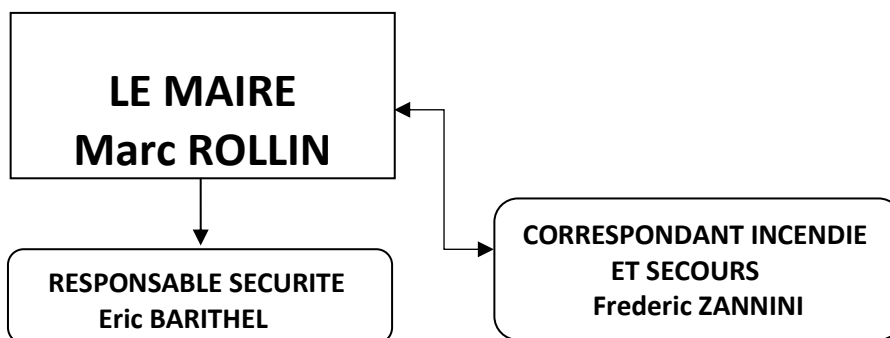 LE MAIRE
Marc ROLLIN
RESPONSABLE SECURITE
Eric BARITHEL
CORRESPONDANT INCENDIE
ET SECOURS
Frederic ZANNINI